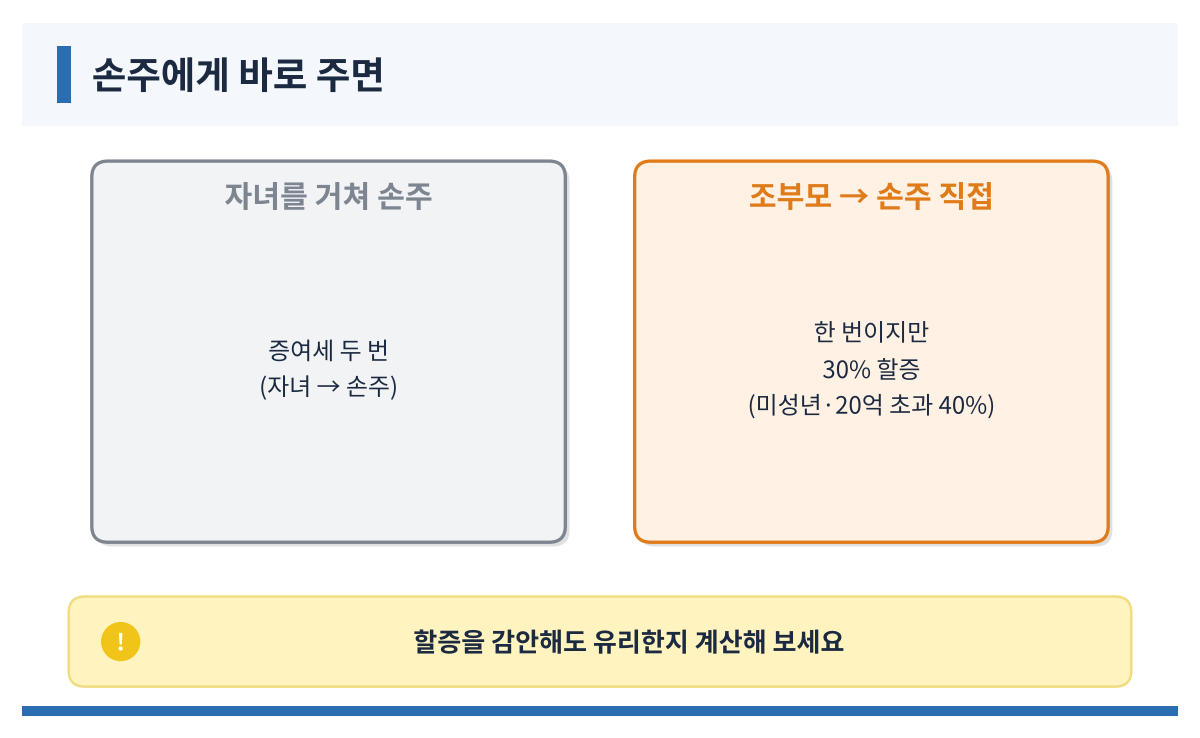 손주에게 바로 주면
자녀를 거쳐 손주
증여세 두 번
(자녀 → 손주)
조부모 → 손주 직접
한 번이지만
30% 할증
(미성년·20억 초과 40%)
!
할증을 감안해도 유리한지 계산해 보세요